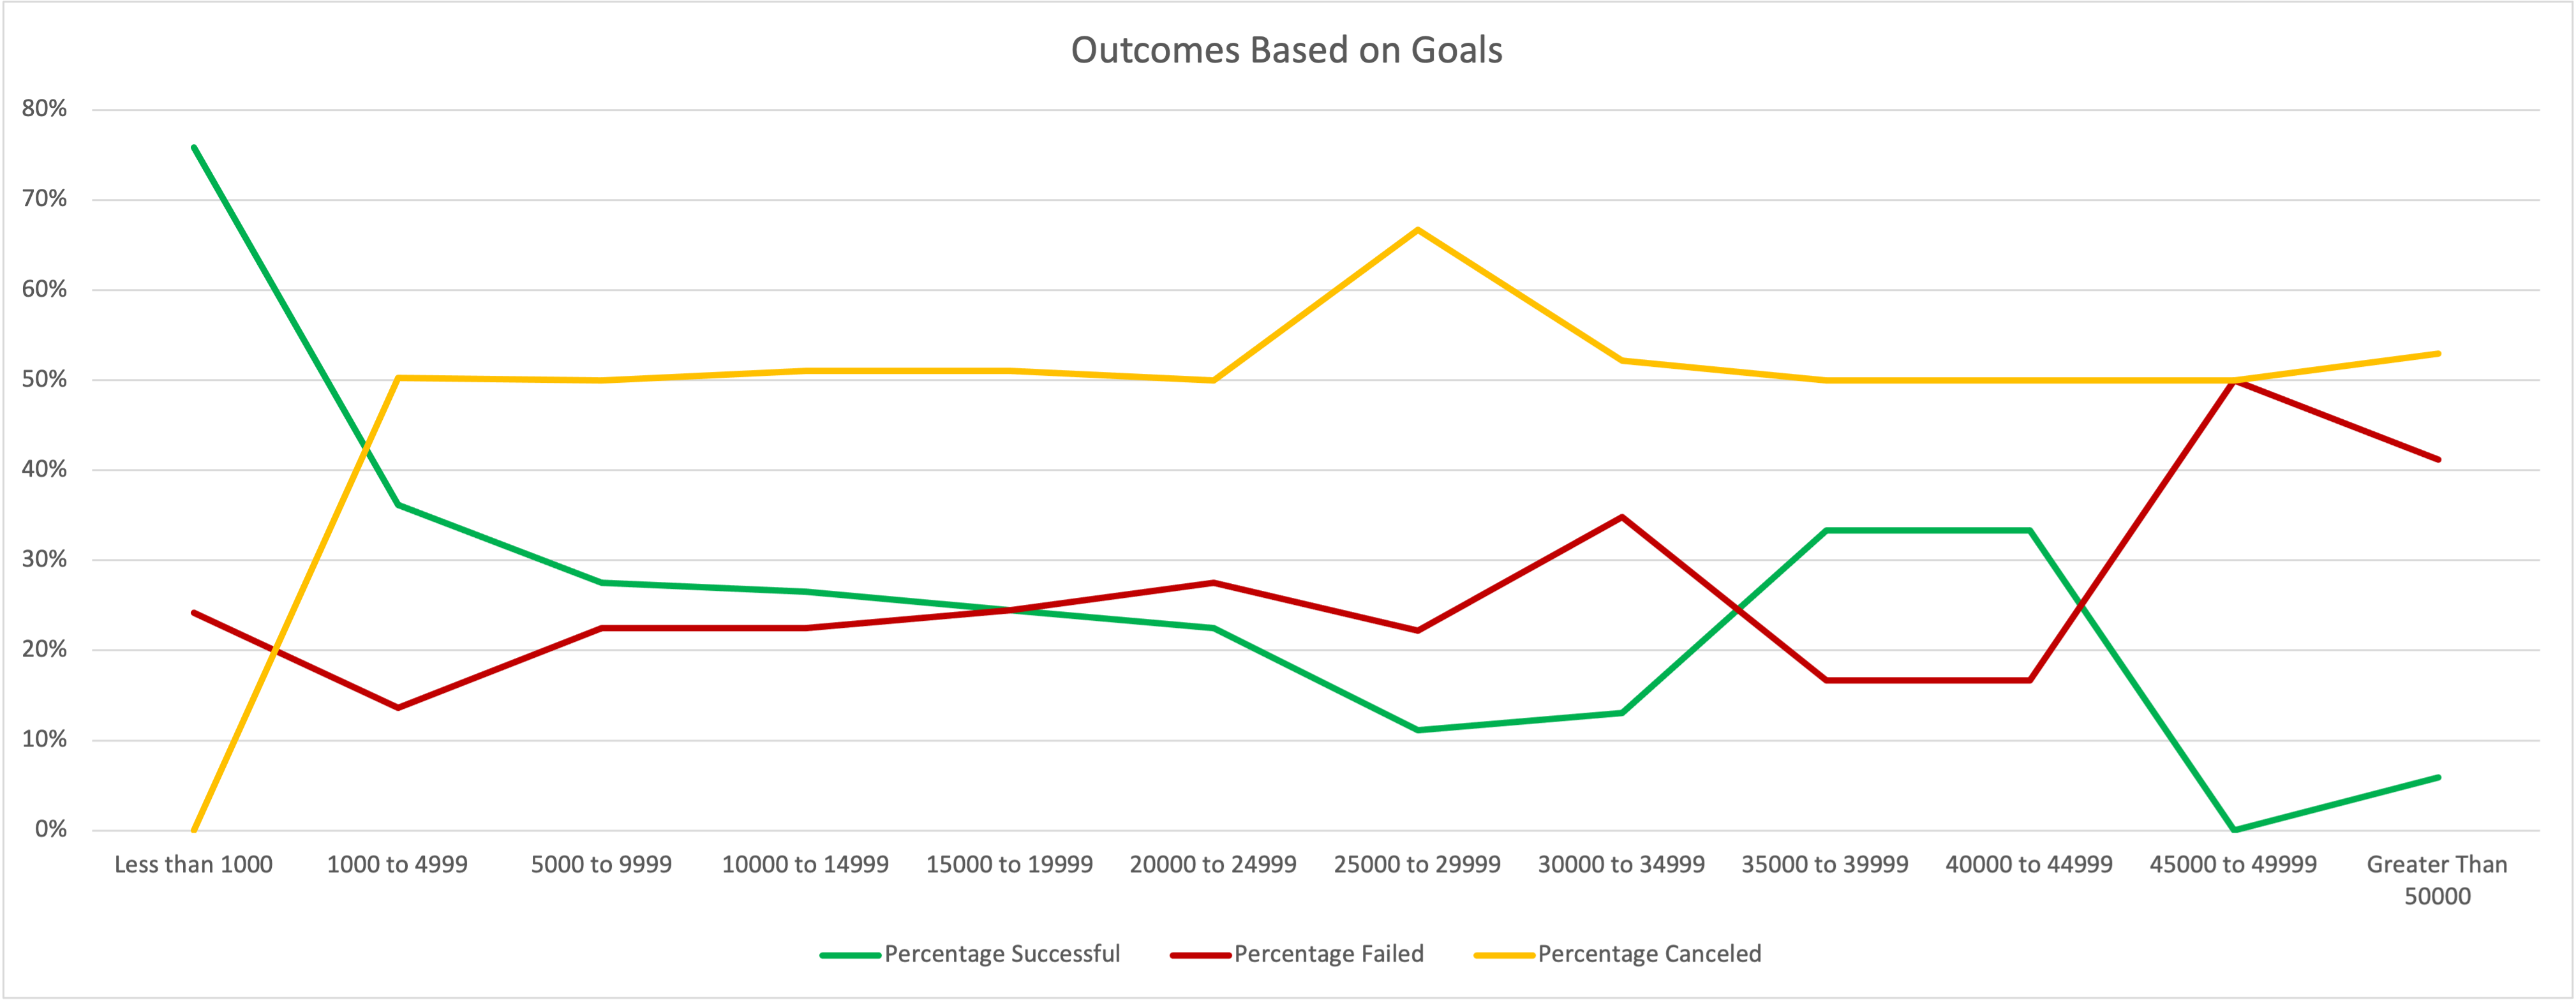 Outcomes Based on Goals
80%
70%
60%
50%
40%
30%
20%
10%
0%
Less than 1000
1000 to 4999
5000 to 9999
10000 to 14999
15000 to 19999
20000 to 24999
25000 to 29999
30000 to 34999
35000 to 39999
40000 to 44999
45000 to 49999
Greater Than
50000
Percentage Successful
Percentage Failed
Percentage Canceled